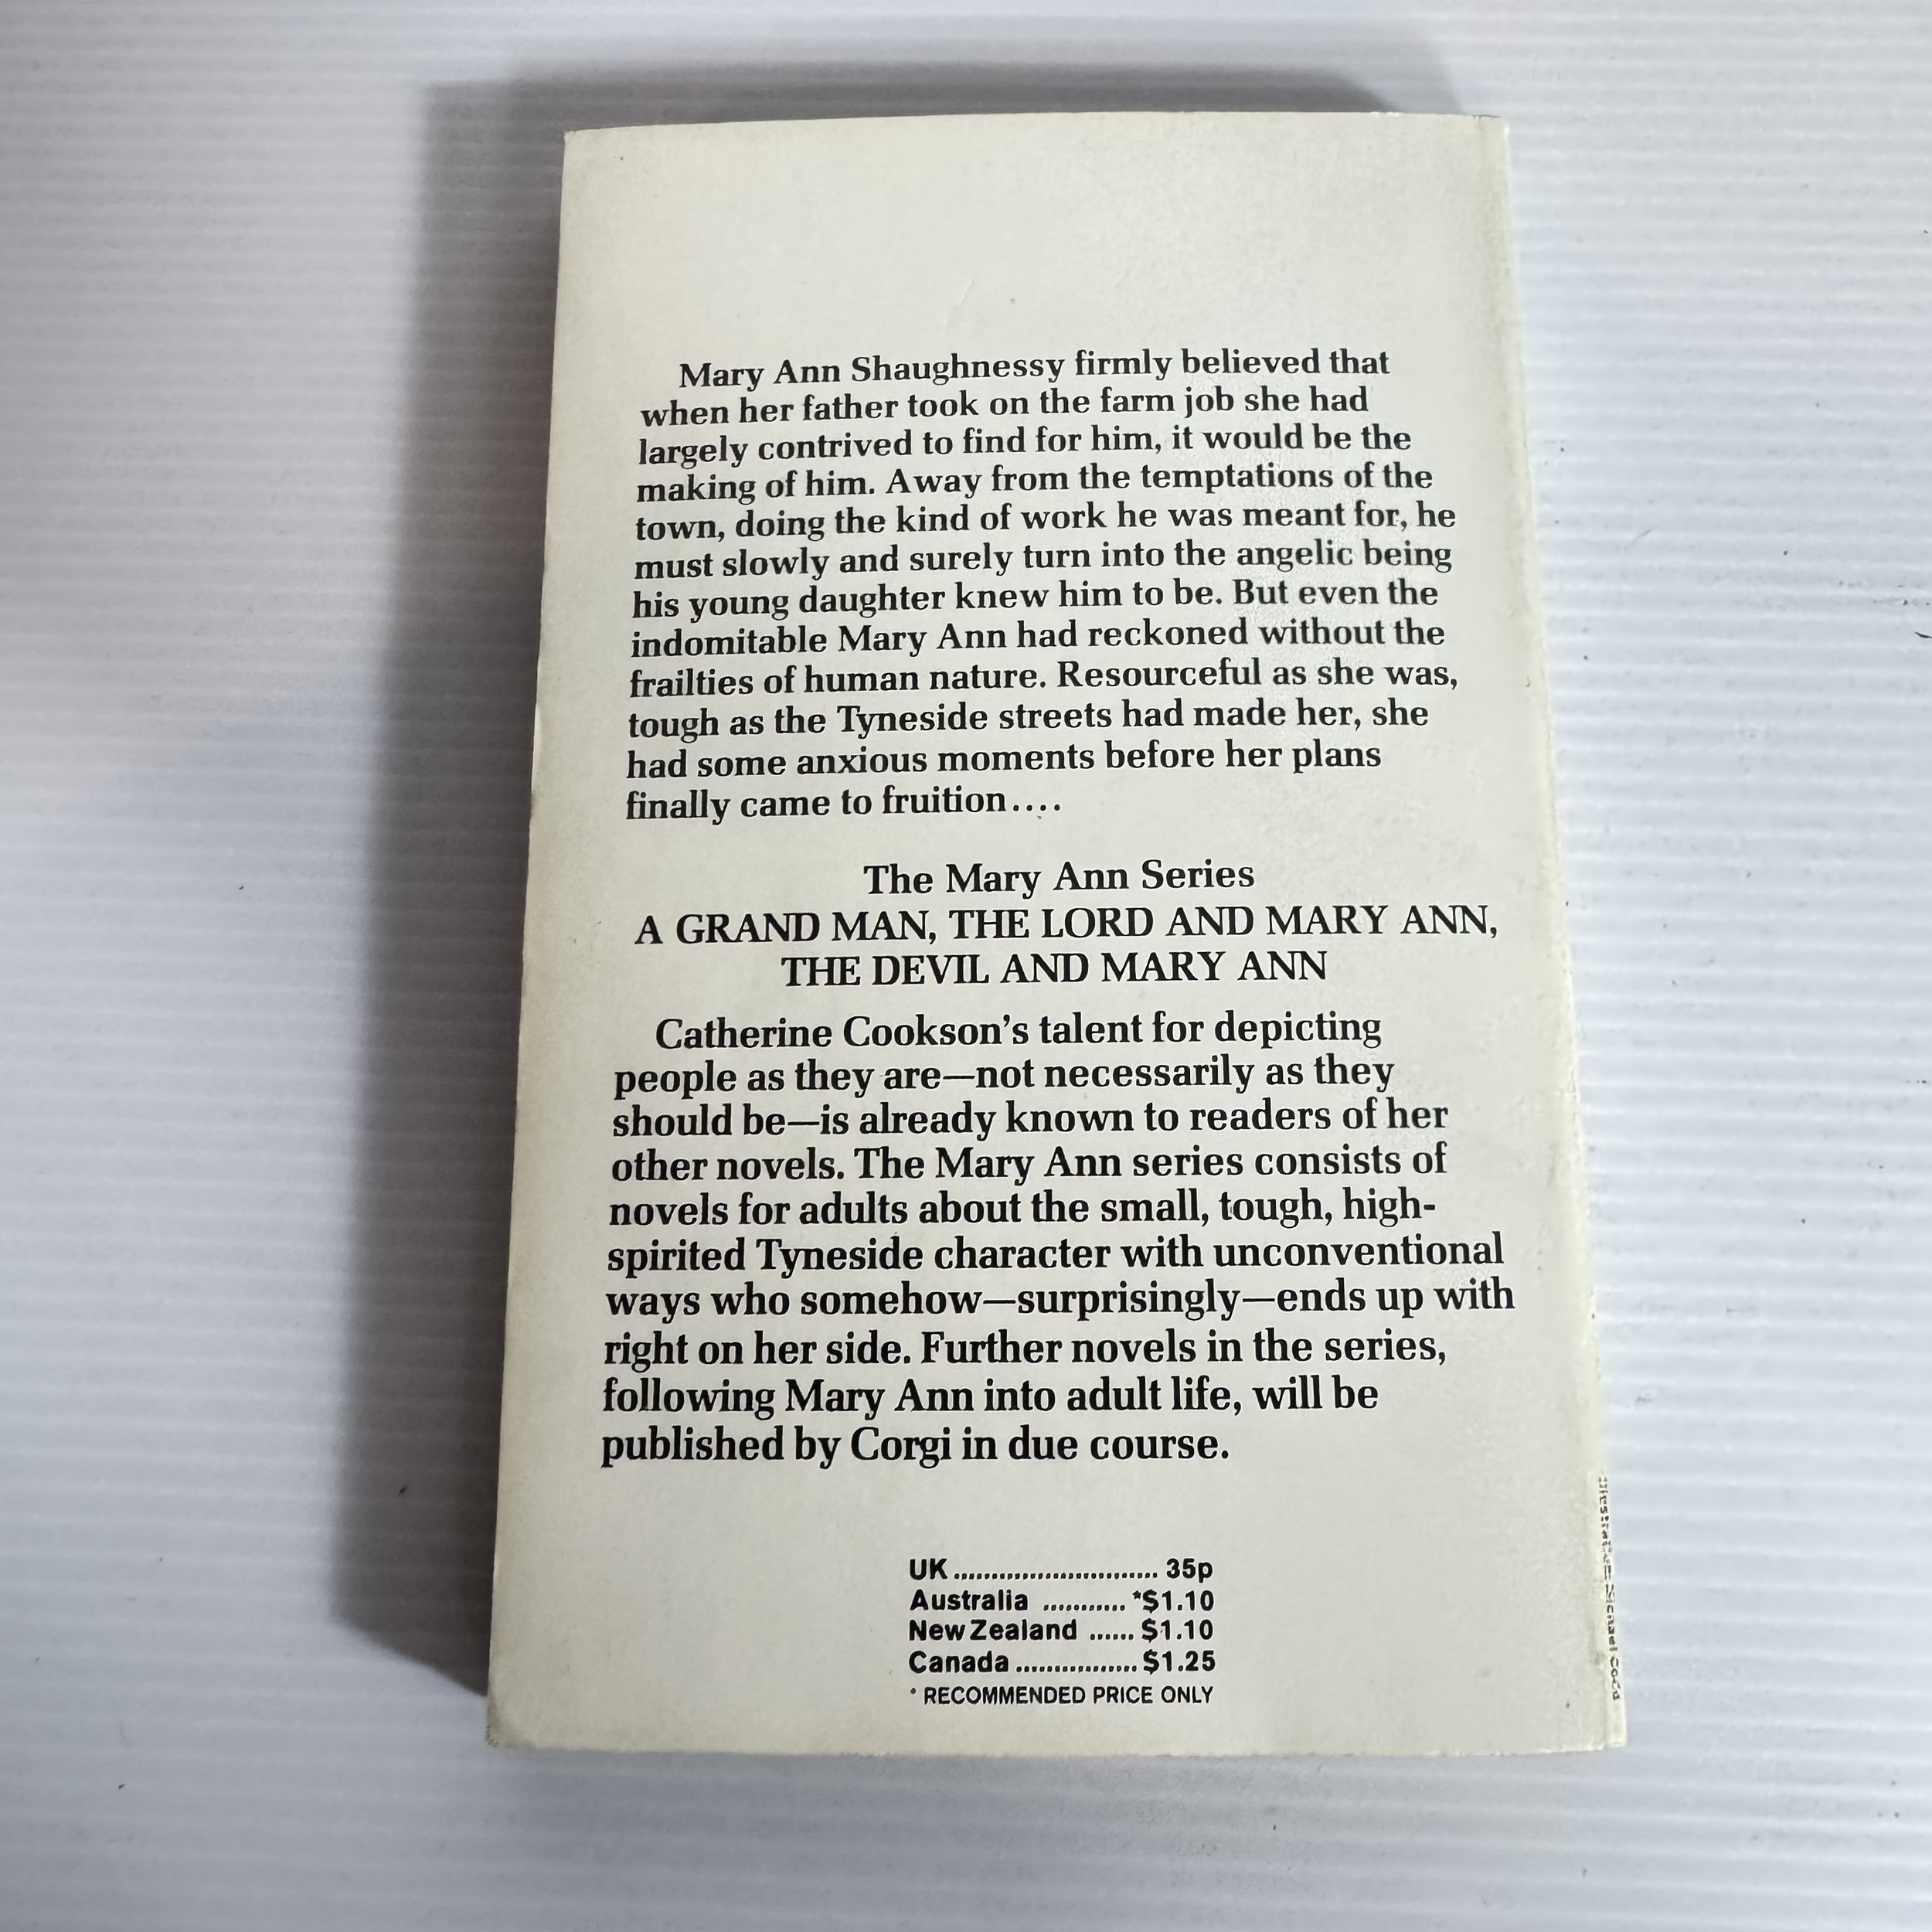 Mary Ann Shaughnessy firmly believed that
when her father took on the farm job she had
largely contrived to find for him, it would be the
making of him. Away from the temptations of the
town, doing the kind of work he was meant for, he
must slowly and surely turn into the angelic being
his young daughter knew him to be. But even the
indomitable Mary Ann had reckoned without the
frailties of human nature. Resourceful as she was,
tough as the Tyneside streets had made her, she
had some anxious moments before her plans
finally came to fruition....
The Mary Ann Series
A GRAND MAN, THE LORD AND MARY ANN,
THE DEVIL AND MARY ANN
Catherine Cookson's talent for depicting
people as they are—not necessarily as they
should be—is already known to readers of her
other novels. The Mary Ann series consists of
novels for adults about the small, tough, high-
spirited Tyneside character with unconventional
ways who somehow—surprisingly—ends up with
right on her side. Further novels in the series,
following Mary Ann into adult life, will be
published by Corgi in due course.
UK ........................... 35p
Australia ........... *$1.10
New Zealand ...... $1.10
Canada ................ $1.25
* RECOMMENDED PRICE ONLY